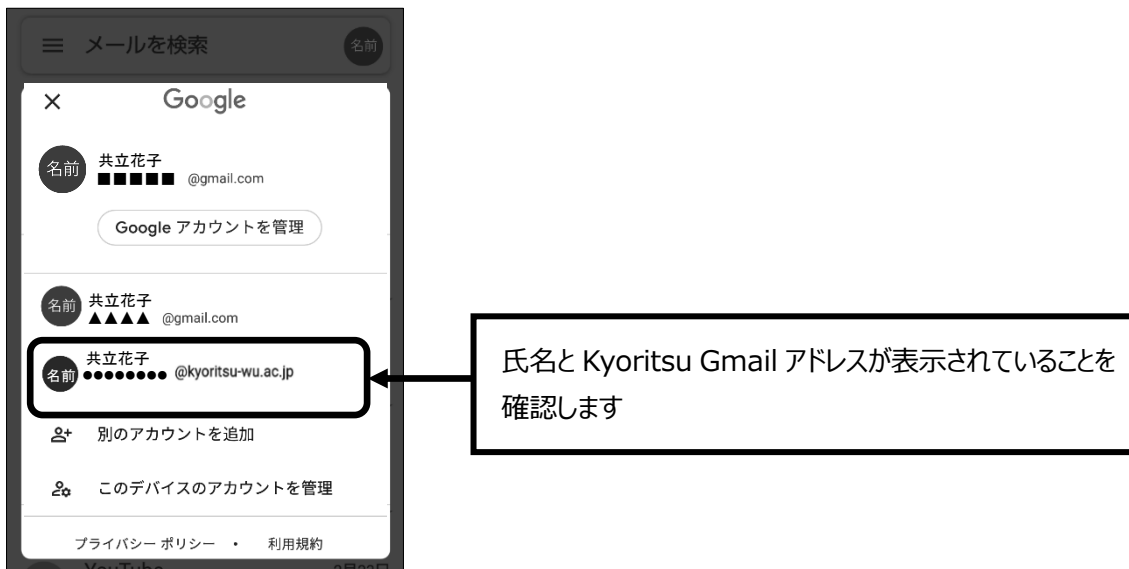 メールを検索
名前
Google
名前
共立花子
■■■■■ @gmail.com
Google アカウントを管理
名前
共立花子
▲▲▲▲ @gmail.com
名前
共立花子
●●●●●●●● @kyoritsu-wu.ac.jp
別のアカウントを追加
このデバイスのアカウントを管理
プライバシー ポリシー ・ 利用規約
氏名と Kyoritsu Gmail アドレスが表示されていることを
確認します